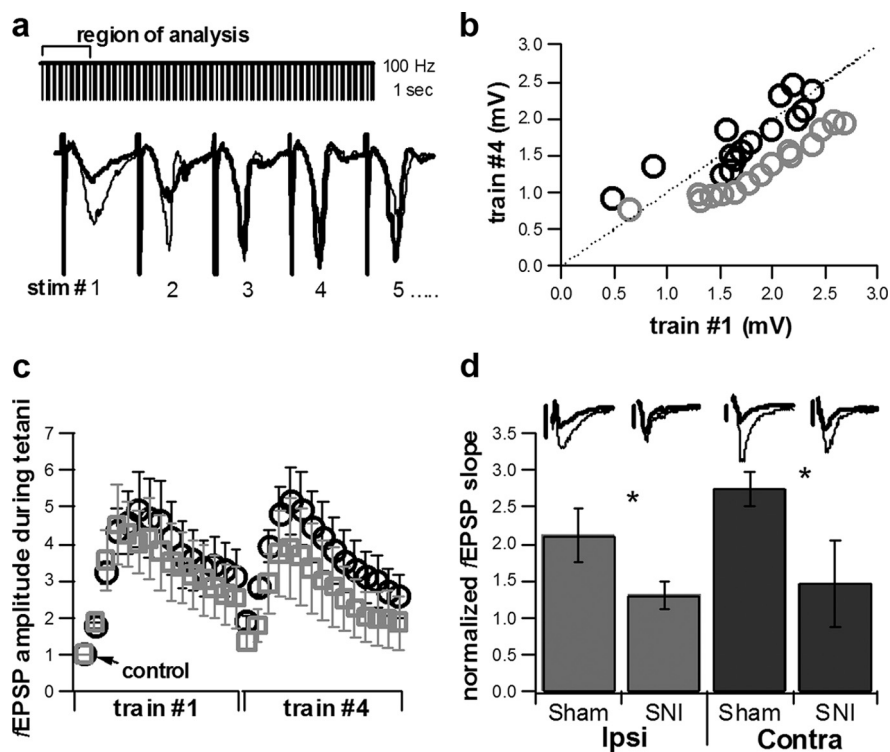 a
region of analysis
100 Hz
1 sec
stim # 1 2 3 4 5 .....
b
train #4 (mV)
3.0
2.5
2.0
1.5
1.0
0.5
0.0
0.0 0.5 1.0 1.5 2.0 2.5 3.0
train #1 (mV)
c
fEPSP amplitude during tetani
7
6
5
4
3
2
1
0
control
train #1 train #4
d
normalized fEPSP slope
3.5
3.0
2.5
2.0
1.5
1.0
0.5
0.0
* *
Sham SNI Sham SNI
Ipsi Contra